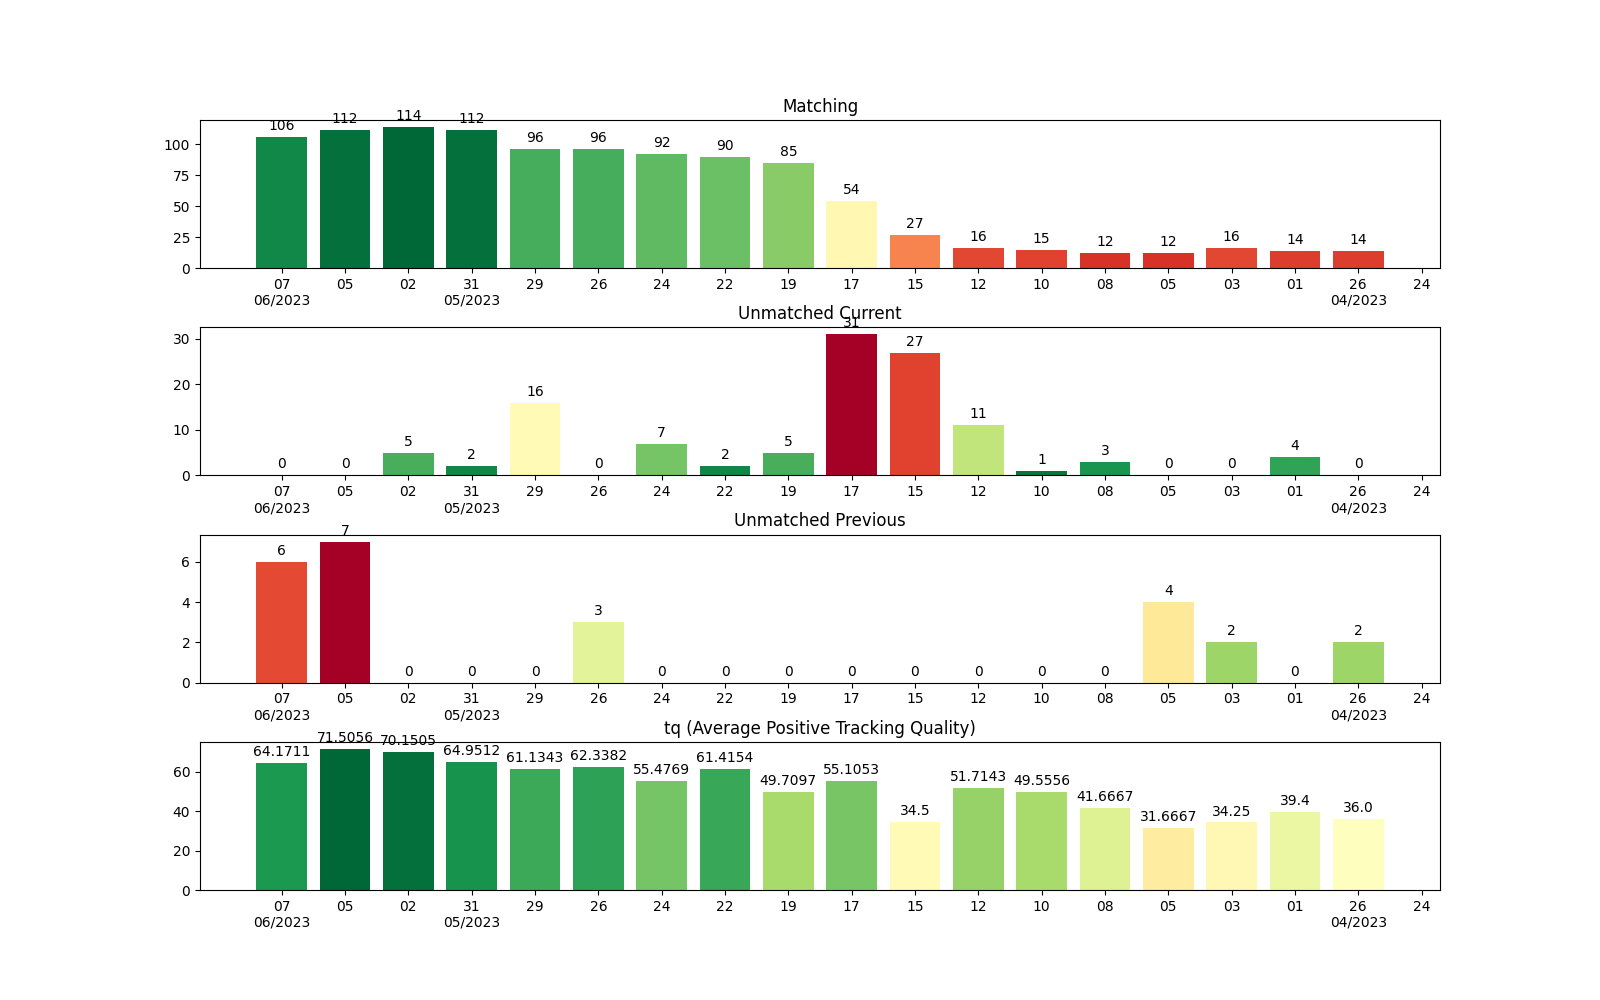 Matching
106 112 114 112 96 96 92 90 85 54 27 16 15 12 12 16 14 14
100
75
50
25
0
07 05 02 31 29 26 24 22 19 17 15 12 10 08 05 03 01 26 24
06/2023 05/2023 04/2023
Unmatched Current
0 0 5 2 16 0 7 2 5 31 27 11 1 3 0 0 4 0
30
20
10
0
07 05 02 31 29 26 24 22 19 17 15 12 10 08 05 03 01 26 24
06/2023 05/2023 04/2023
Unmatched Previous
6 7 0 0 0 3 0 0 0 0 0 0 0 0 4 2 0 2
6
4
2
0
07 05 02 31 29 26 24 22 19 17 15 12 10 08 05 03 01 26 24
06/2023 05/2023 04/2023
tq (Average Positive Tracking Quality)
64.1711 71.5056 70.1505 64.9512 61.1343 62.3382 55.4769 61.4154 49.7097 55.1053 34.5 51.7143 49.5556 41.6667 31.6667 34.25 39.4 36.0
60
40
20
0
07 05 02 31 29 26 24 22 19 17 15 12 10 08 05 03 01 26 24
06/2023 05/2023 04/2023